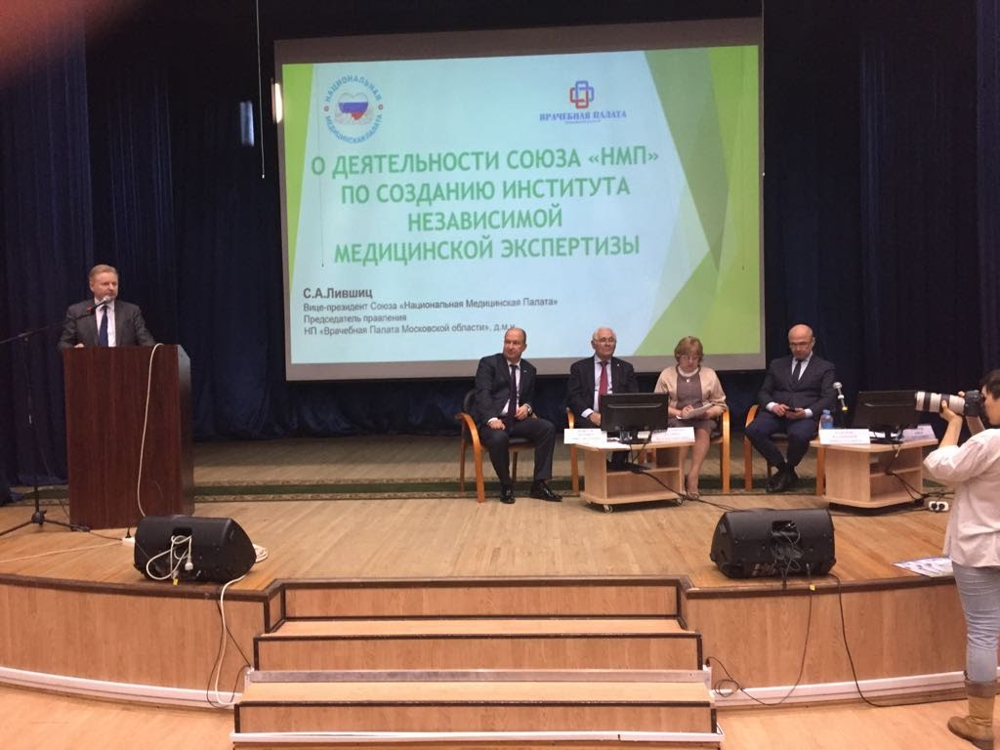 НАЦИОНАЛЬНАЯ
МЕДИЦИНСКАЯ ПАЛАТА
ВРАЧЕБНАЯ ПАЛАТА
О ДЕЯТЕЛЬНОСТИ СОЮЗА «НМП»
ПО СОЗДАНИЮ ИНСТИТУТА
НЕЗАВИСИМОЙ
МЕДИЦИНСКОЙ ЭКСПЕРТИЗЫ
С.А.Лившиц
Вице-президент Союза «Национальная Медицинская Палата»
Председатель правления
НП «Врачебная Палата Московской области», д.м.н.